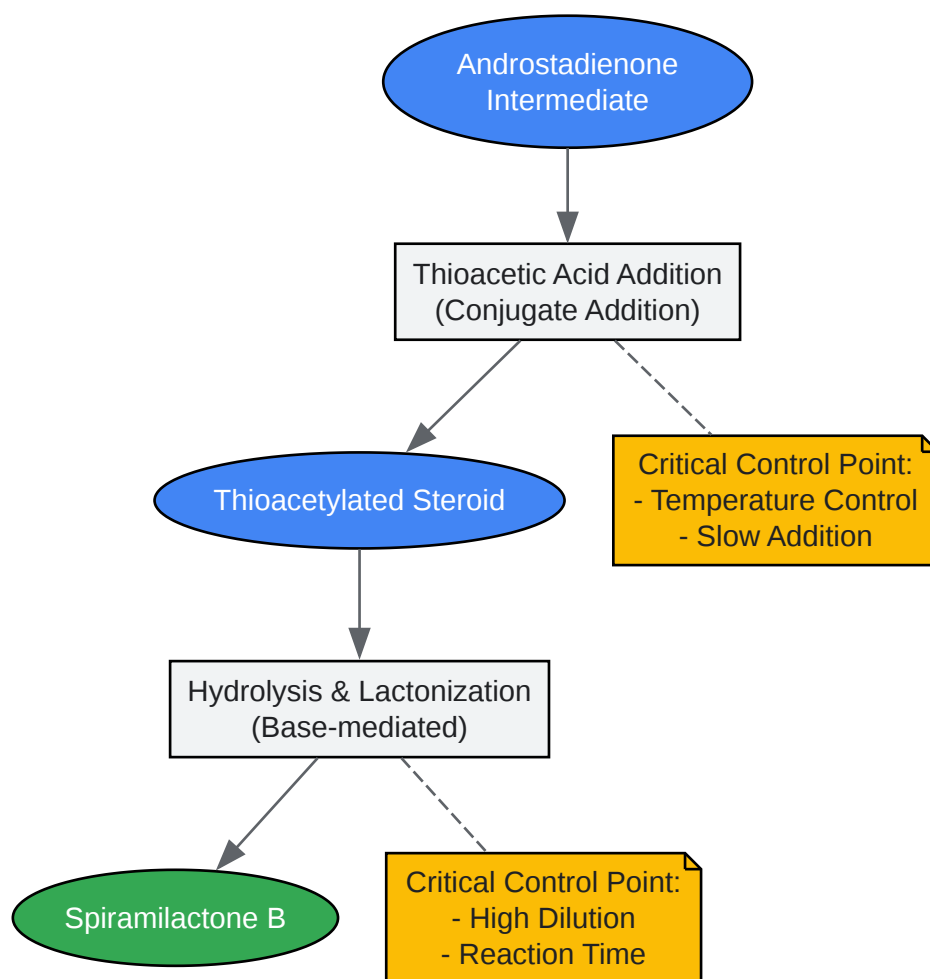 Androstadienone
Intermediate
Thioacetic Acid Addition
(Conjugate Addition)
Critical Control Point:
- Temperature Control
- Slow Addition
Thioacetylated Steroid
Hydrolysis & Lactonization
(Base-mediated)
Critical Control Point:
- High Dilution
- Reaction Time
Spiramilactone B